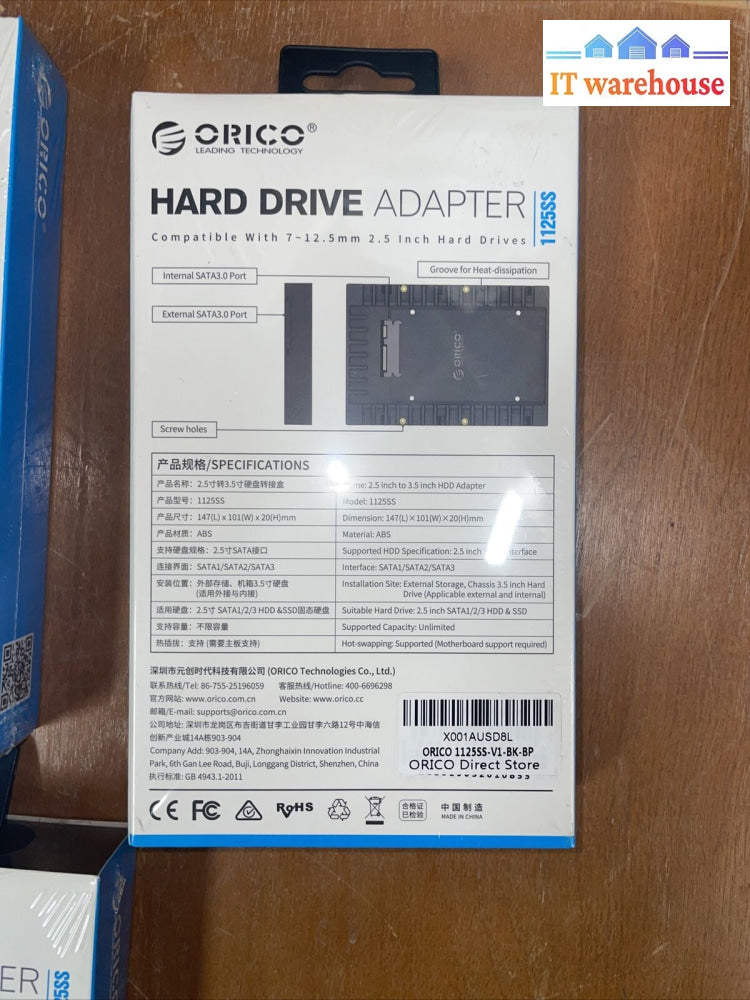 IT warehouse
ORICO®
LEADING TECHNOLOGY
HARD DRIVE ADAPTER
1125SS
Compatible With 7~12.5mm 2.5 Inch Hard Drives
Internal SATA3.0 Port
Groove for Heat-dissipation
External SATA3.0 Port
ORICO
Screw holes
产品规格/SPECIFICATIONS
产品名称：2.5寸转3.5寸硬盘转接盒
2.5 inch to 3.5 inch HDD Adapter
产品型号：1125SS
Model: 1125SS
产品尺寸：147(L) x 101(W) x 20(H)mm
Dimension: 147(L)×101(W)×20(H)mm
产品材质：ABS
Material: ABS
支持硬盘规格：2.5寸SATA接口
Supported HDD Specification: 2.5 inch
连接界面：SATA1/SATA2/SATA3
Interface: SATA1/SATA2/SATA3
安装位置：外部存储、机箱3.5寸硬盘
(适用外接与内接)
Installation Site: External Storage, Chassis 3.5 inch Hard
Drive (Applicable external and internal)
适用硬盘：2.5寸 SATA1/2/3 HDD &SSD固态硬盘
Suitable Hard Drive: 2.5 inch SATA1/2/3 HDD & SSD
支持容量：不限容量
Supported Capacity: Unlimited
热插拔：支持 (需要主板支持)
Hot-swapping: Supported (Motherboard support required)
深圳市元创时代科技有限公司 (ORICO Technologies Co., Ltd.)
联系热线/Tel: 86-755-25196059 客服热线/Hotline: 400-6696298
官方网站: www.orico.com.cn Website: www.orico.cc
邮箱/E-mail: supports@orico.com.cn
公司地址: 深圳市龙岗区布吉街道甘李工业园甘李六路12号中海信
创新产业城14A栋903-904
Company Add: 903-904, 14A, Zhonghaixin Innovation Industrial
Park, 6th Gan Lee Road, Buji, Longgang District, Shenzhen, China
执行标准: GB 4943.1-2011
X001AUSD8L
ORICO 1125SS-V1-BK-BP
ORICO Direct Store
CE FC RoHS
合格证
已检验
中国制造
MADE IN CHINA
ORICO
ER
25SS